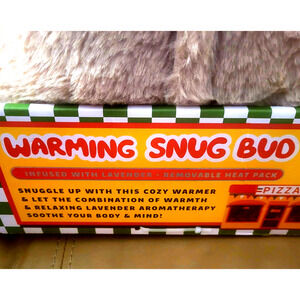 WARMING SNUG BUD
INFUSED WITH LAVENDER • REMOVABLE HEAT PACK
SNUGGLE UP WITH THIS COZY WARMER
& LET THE COMBINATION OF WARMTH
& RELAXING LAVENDER AROMATHERAPY
SOOTHE YOUR BODY & MIND!
PIZZA